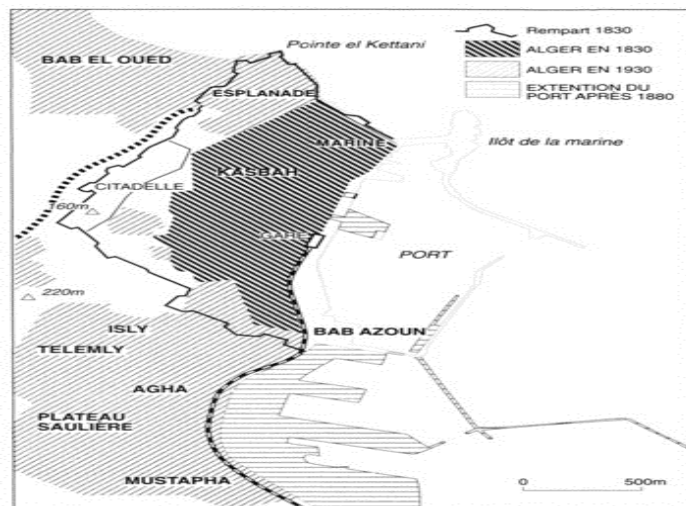 Rempart 1830
Pointe el Kettani
ALGER EN 1830
BAB EL OUED
ALGER EN 1930
ESPLANADE
EXTENTION DU
PORT APRÈS 1880
MARINE
Ilôt de la marine
KASBAH
CITADELLE
160m
GARE
PORT
220m
ISLY
BAB AZOUN
TELEMLY
AGHA
PLATEAU
SAULIÈRE
MUSTAPHA
0 500m